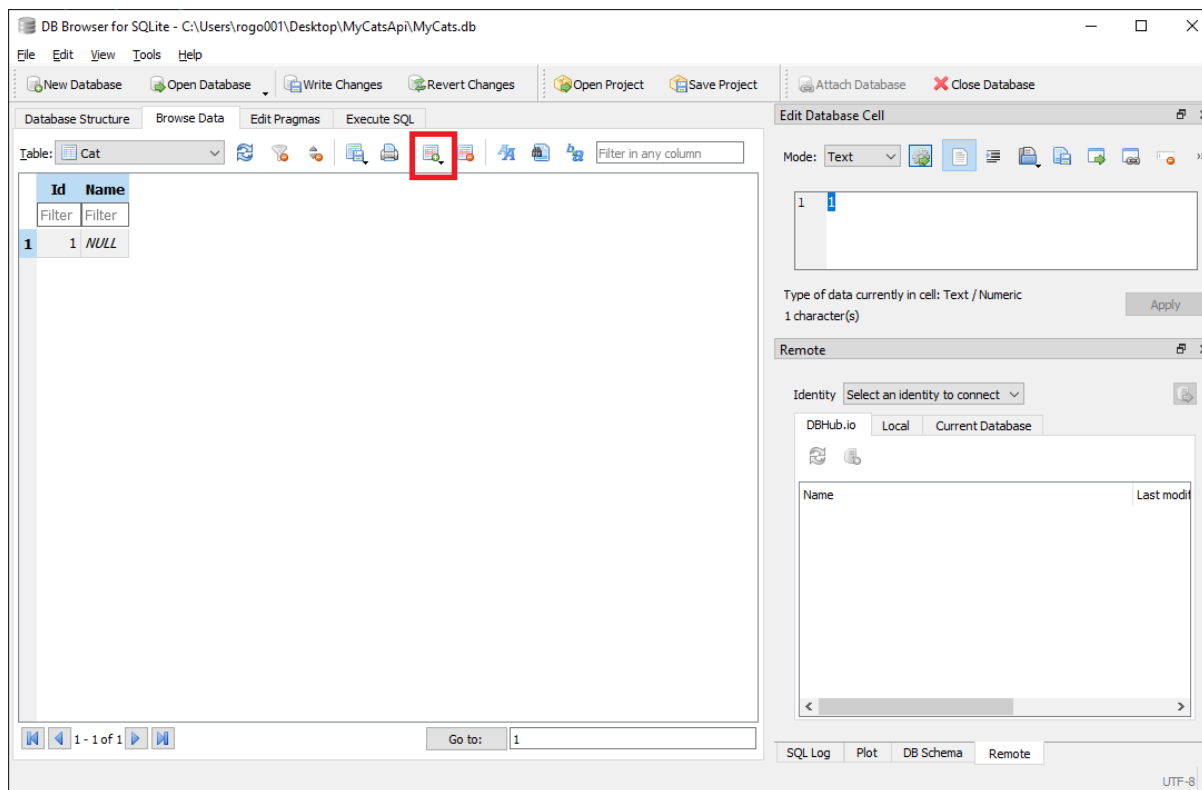 DB Browser for SQLite - C:\Users\rogo001\Desktop\MyCatsApi\MyCats.db
File Edit View Tools Help
New Database Open Database Write Changes Revert Changes Open Project Save Project Attach Database Close Database
Database Structure Browse Data Edit Pragmas Execute SQL
Table: Cat Filter in any column
Id Name
Filter Filter
1 1 NULL
1 - 1 of 1 Go to: 1
Edit Database Cell
Mode: Text
1 1
Type of data currently in cell: Text / Numeric
1 character(s)
Apply
Remote
Identity Select an identity to connect
DBHub.io Local Current Database
Name Last modif
SQL Log Plot DB Schema Remote
UTF-8